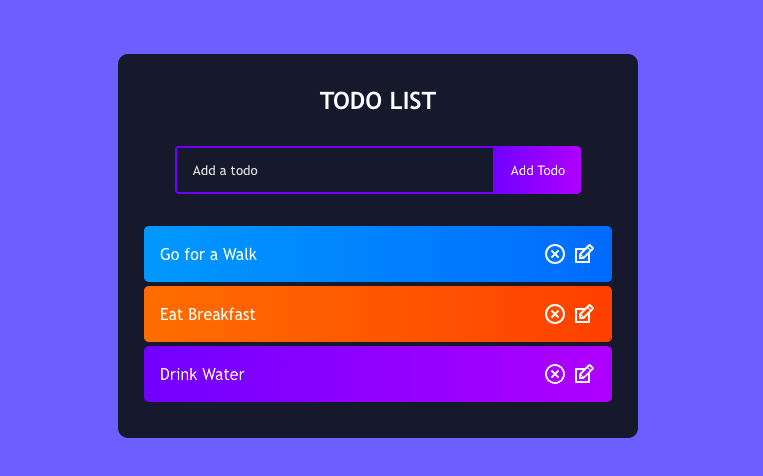 TODO LIST
Add a todo
Add Todo
Go for a Walk
Eat Breakfast
Drink Water